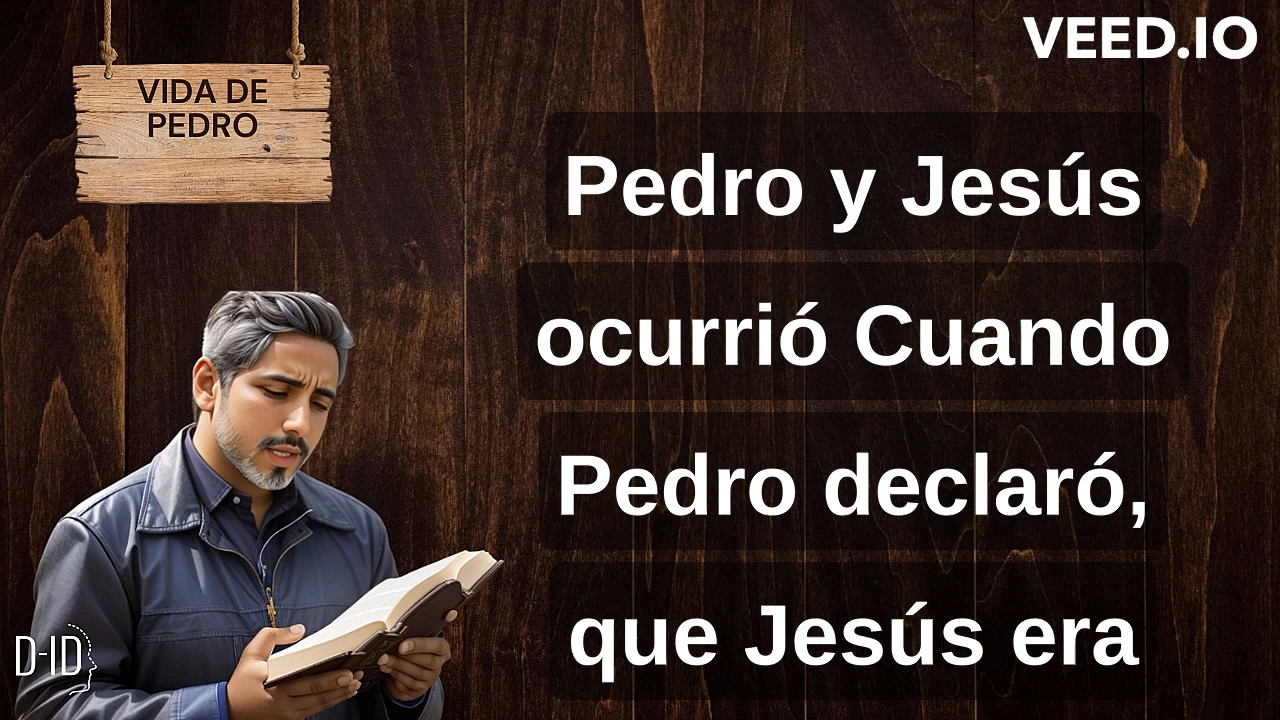 VEED.IO
VIDA DE
PEDRO
Pedro y Jesús
ocurrió Cuando
Pedro declaró,
que Jesús era
D-ID